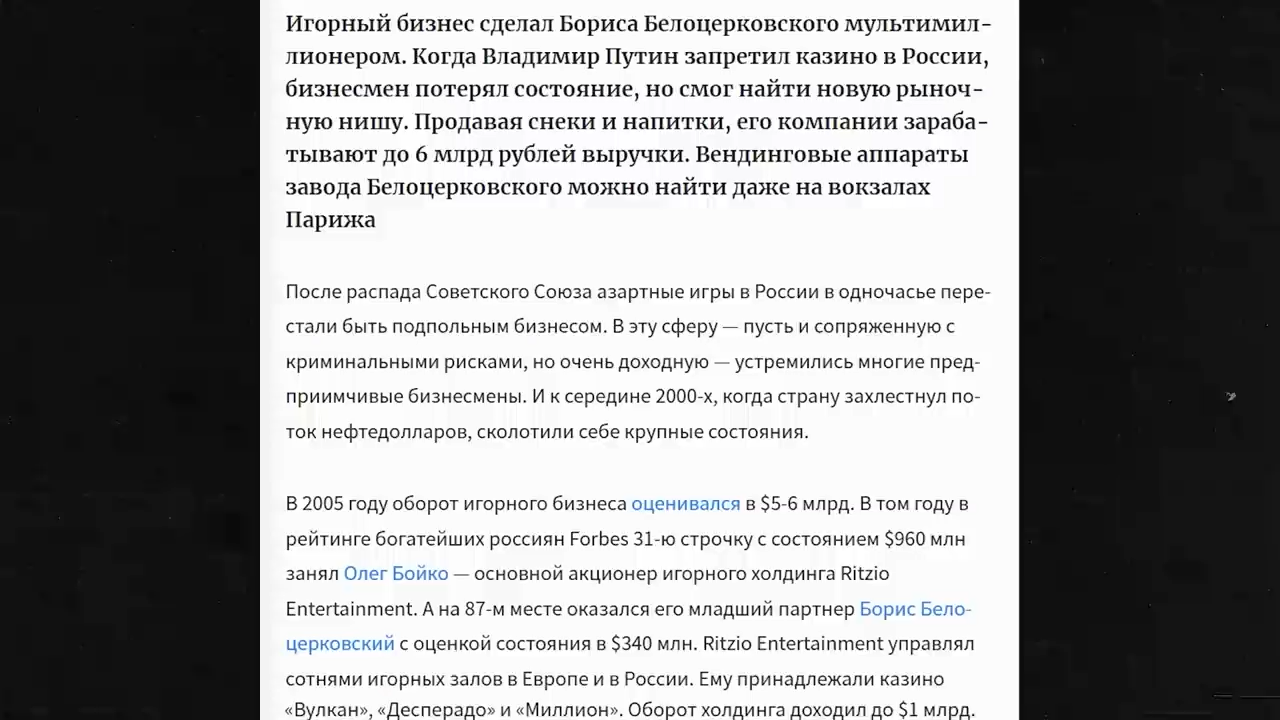 Игорный бизнес сделал Бориса Белоцерковского мультимил-
лионером. Когда Владимир Путин запретил казино в России,
бизнесмен потерял состояние, но смог найти новую рыноч-
ную нишу. Продавая снеки и напитки, его компании зараба-
тывают до 6 млрд рублей выручки. Вендинговые аппараты
завода Белоцерковского можно найти даже на вокзалах
Парижа
После распада Советского Союза азартные игры в России в одночасье пере-
стали быть подпольным бизнесом. В эту сферу — пусть и сопряженную с
криминальными рисками, но очень доходную — устремились многие пред-
приимчивые бизнесмены. И к середине 2000-х, когда страну захлестнул по-
ток нефтедолларов, сколотили себе крупные состояния.
В 2005 году оборот игорного бизнеса оценивался в $5-6 млрд. В том году в
рейтинге богатейших россиян Forbes 31-ю строчку с состоянием $960 млн
занял Олег Бойко — основной акционер игорного холдинга Ritzio
Entertainment. А на 87-м месте оказался его младший партнер Борис Бело-
церковский с оценкой состояния в $340 млн. Ritzio Entertainment управлял
сотнями игорных залов в Европе и в России. Ему принадлежали казино
«Вулкан», «Десперадо» и «Миллион». Оборот холдинга доходил до $1 млрд.